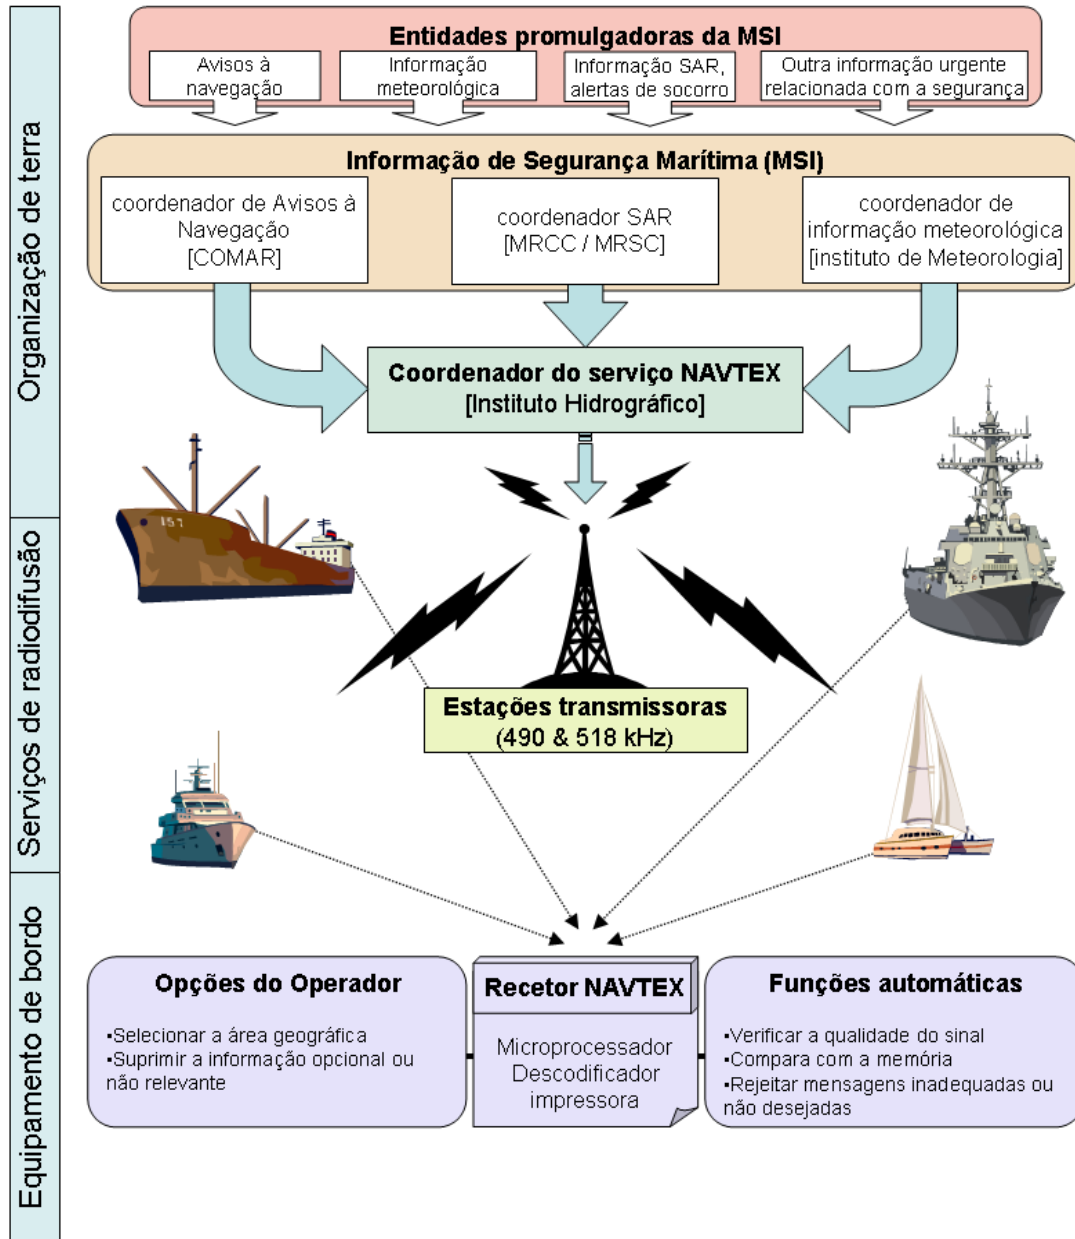 Organização de terra
Serviços de radiodifusão
Equipamento de bordo
Entidades promulgadoras da MSI
Avisos à
navegação
Informação
meteorológica
Informação SAR,
alertas de socorro
Outra informação urgente
relacionada com a segurança
Informação de Segurança Marítima (MSI)
coordenador de Avisos à
Navegação
[COMAR]
coordenador SAR
[MRCC / MRSC]
coordenador de
informação meteorológica
[instituto de Meteorologia]
Coordenador do serviço NAVTEX
[Instituto Hidrográfico]
157
Estações transmissoras
(490 & 518 kHz)
Opções do Operador
▪Selecionar a área geográfica
▪Suprimir a informação opcional ou
não relevante
Recetor NAVTEX
Microprocessador
Descodificador
impressora
Funções automáticas
▪Verificar a qualidade do sinal
▪Compara com a memória
▪Rejeitar mensagens inadequadas ou
não desejadas